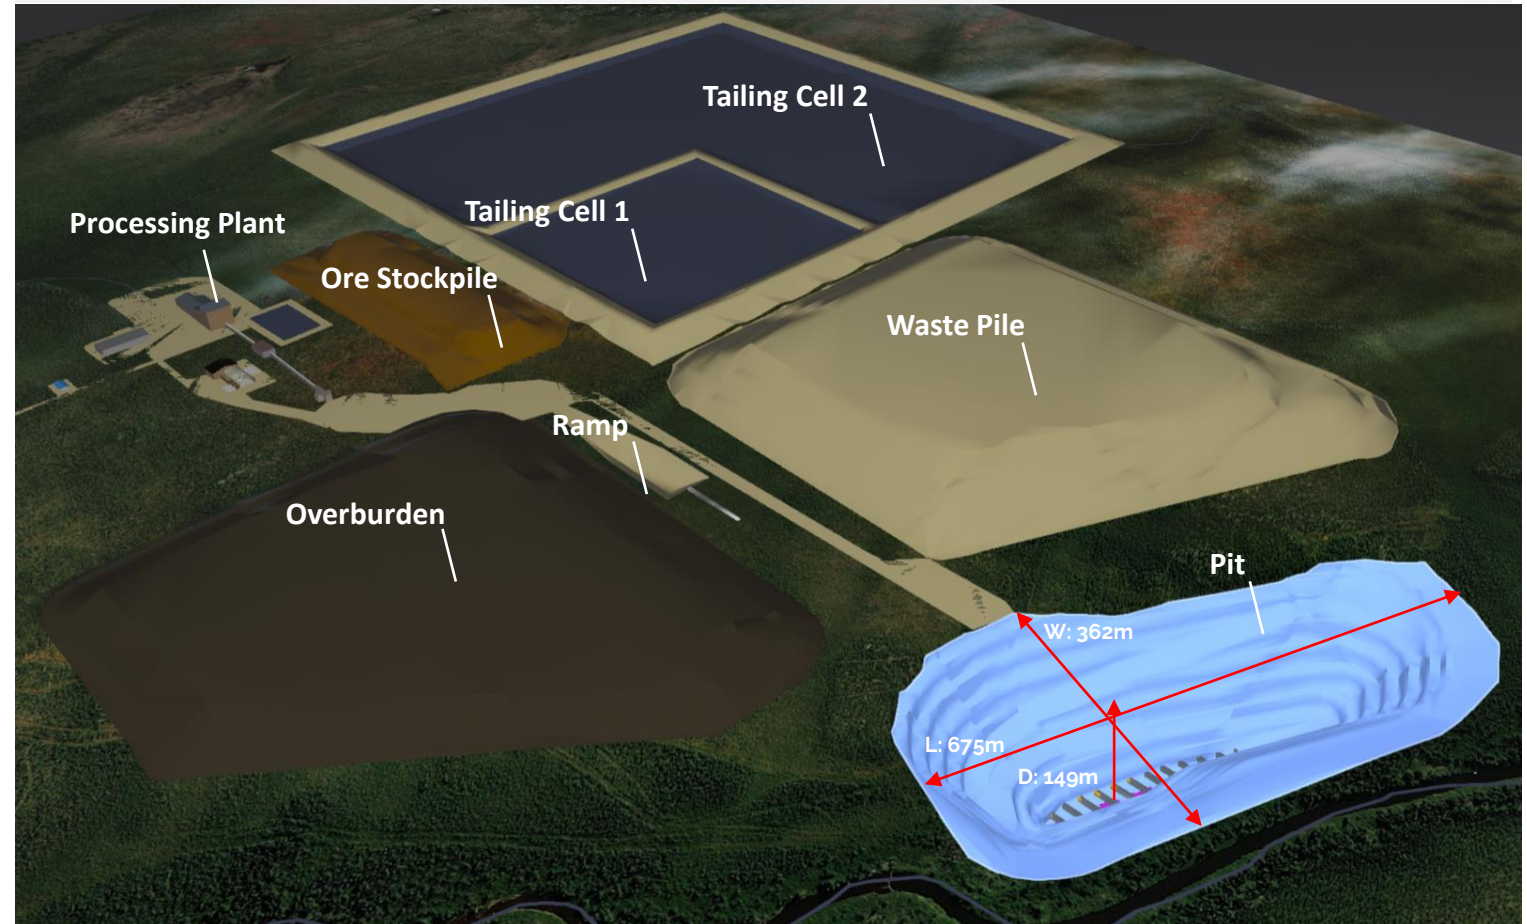 Tailing Cell 2
Tailing Cell 1
Processing Plant
Ore Stockpile
Waste Pile
Ramp
Overburden
Pit
W: 362m
L: 675m
D: 149m